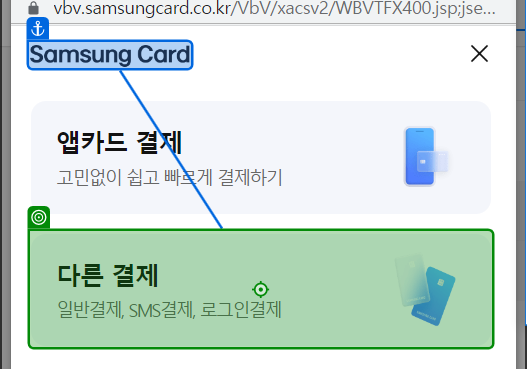 vbv.samsungcard.co.kr/VbV/xacsv2/WBVTFX400.jsp;jse...
Samsung Card
앱카드 결제
고민없이 쉽고 빠르게 결제하기
다른 결제
일반결제, SMS결제, 로그인결제